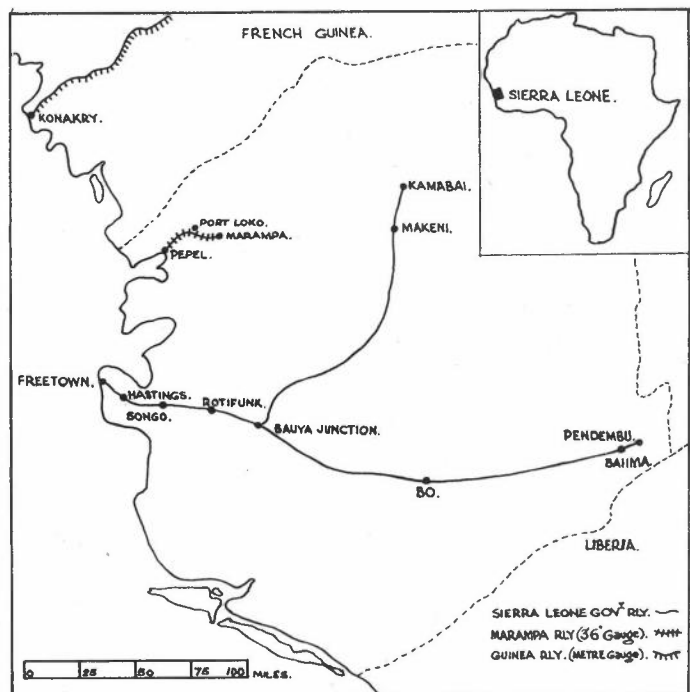 FRENCH GUINEA.
SIERRA LEONE.
KONAKRY.
KAMABAI.
PORT LOKO.
MARAMPA.
MAKENI.
PEPEL.
FREETOWN.
HASTINGS.
ROTIFUNK.
SONGO.
BAUYA JUNCTION.
PENDEMBU.
BAIIMA.
BO.
LIBERIA.
SIERRA LEONE GOVT RLY.
MARAMPA RLY (3'6" Gauge).
GUINEA RLY. (METRE Gauge).
0 25 50 75 100 MILES.